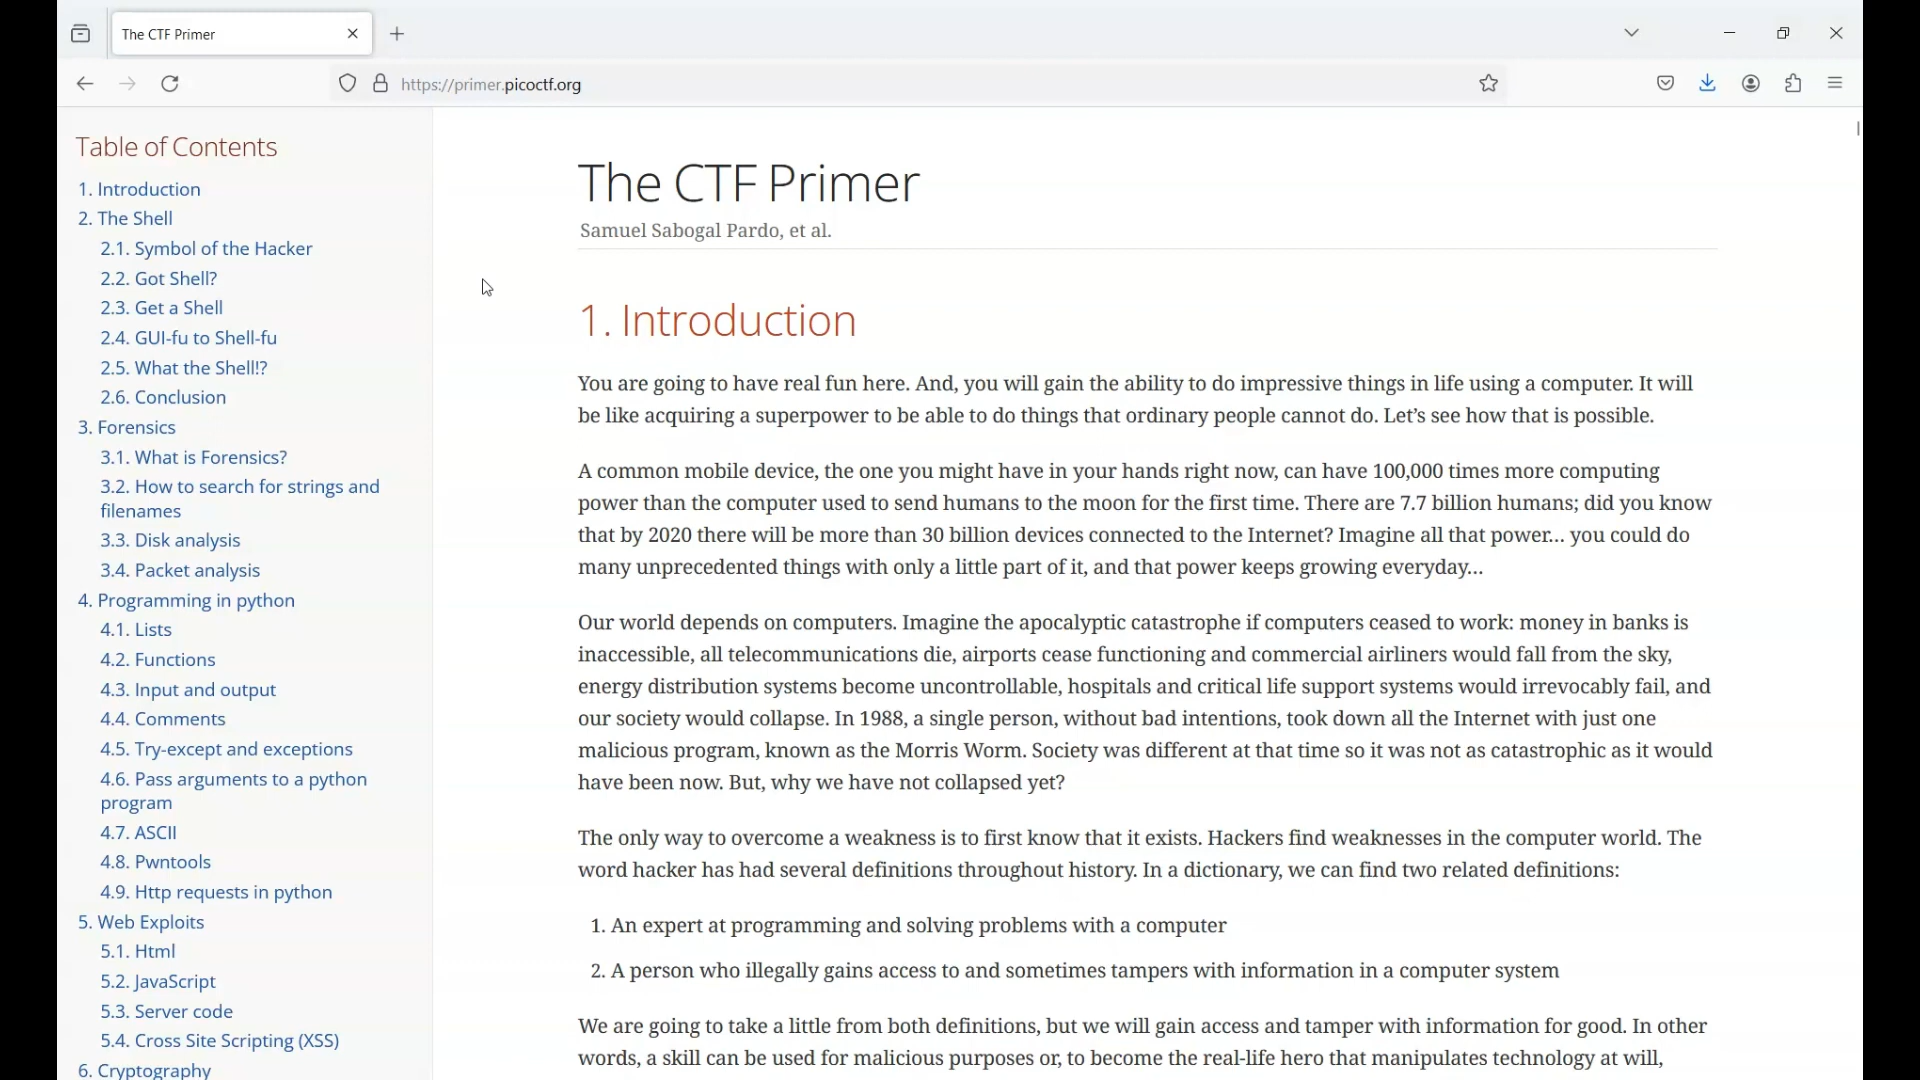 The CTF Primer
https://primer.picoctf.org
Table of Contents
1. Introduction
2. The Shell
2.1. Symbol of the Hacker
2.2. Got Shell?
2.3. Get a Shell
2.4. GUI-fu to Shell-fu
2.5. What the Shell!?
2.6. Conclusion
3. Forensics
3.1. What is Forensics?
3.2. How to search for strings and
filenames
3.3. Disk analysis
3.4. Packet analysis
4. Programming in python
4.1. Lists
4.2. Functions
4.3. Input and output
4.4. Comments
4.5. Try-except and exceptions
4.6. Pass arguments to a python
program
4.7. ASCII
4.8. Pwntools
4.9. Http requests in python
5. Web Exploits
5.1. Html
5.2. JavaScript
5.3. Server code
5.4. Cross Site Scripting (XSS)
6. Cryptography
The CTF Primer
Samuel Sabogal Pardo, et al.
1. Introduction
You are going to have real fun here. And, you will gain the ability to do impressive things in life using a computer. It will
be like acquiring a superpower to be able to do things that ordinary people cannot do. Let’s see how that is possible.
A common mobile device, the one you might have in your hands right now, can have 100,000 times more computing
power than the computer used to send humans to the moon for the first time. There are 7.7 billion humans; did you know
that by 2020 there will be more than 30 billion devices connected to the Internet? Imagine all that power… you could do
many unprecedented things with only a little part of it, and that power keeps growing everyday…
Our world depends on computers. Imagine the apocalyptic catastrophe if computers ceased to work: money in banks is
inaccessible, all telecommunications die, airports cease functioning and commercial airliners would fall from the sky,
energy distribution systems become uncontrollable, hospitals and critical life support systems would irrevocably fail, and
our society would collapse. In 1988, a single person, without bad intentions, took down all the Internet with just one
malicious program, known as the Morris Worm. Society was different at that time so it was not as catastrophic as it would
have been now. But, why we have not collapsed yet?
The only way to overcome a weakness is to first know that it exists. Hackers find weaknesses in the computer world. The
word hacker has had several definitions throughout history. In a dictionary, we can find two related definitions:
1. An expert at programming and solving problems with a computer
2. A person who illegally gains access to and sometimes tampers with information in a computer system
We are going to take a little from both definitions, but we will gain access and tamper with information for good. In other
words, a skill can be used for malicious purposes or, to become the real-life hero that manipulates technology at will,